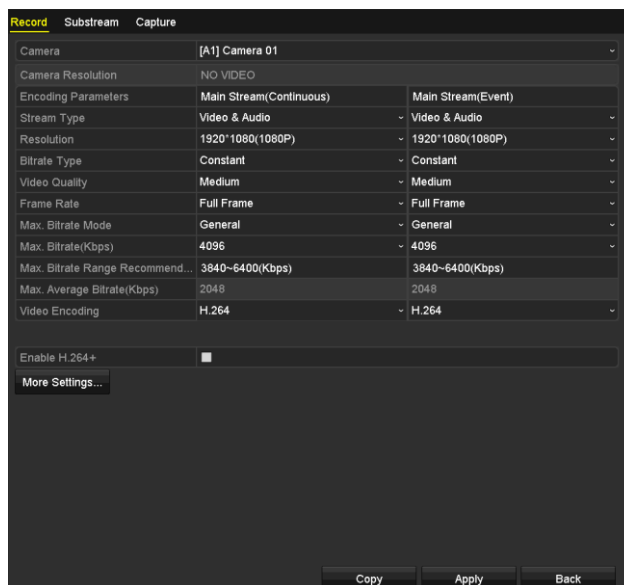 Record Substream Capture
Camera [A1] Camera 01
Camera Resolution NO VIDEO
Encoding Parameters Main Stream(Continuous) Main Stream(Event)
Stream Type Video & Audio Video & Audio
Resolution 1920*1080(1080P) 1920*1080(1080P)
Bitrate Type Constant Constant
Video Quality Medium Medium
Frame Rate Full Frame Full Frame
Max. Bitrate Mode General General
Max. Bitrate(Kbps) 4096 4096
Max. Bitrate Range Recommend... 3840~6400(Kbps) 3840~6400(Kbps)
Max. Average Bitrate(Kbps) 2048 2048
Video Encoding H.264 H.264
Enable H.264+
More Settings...
Copy Apply Back